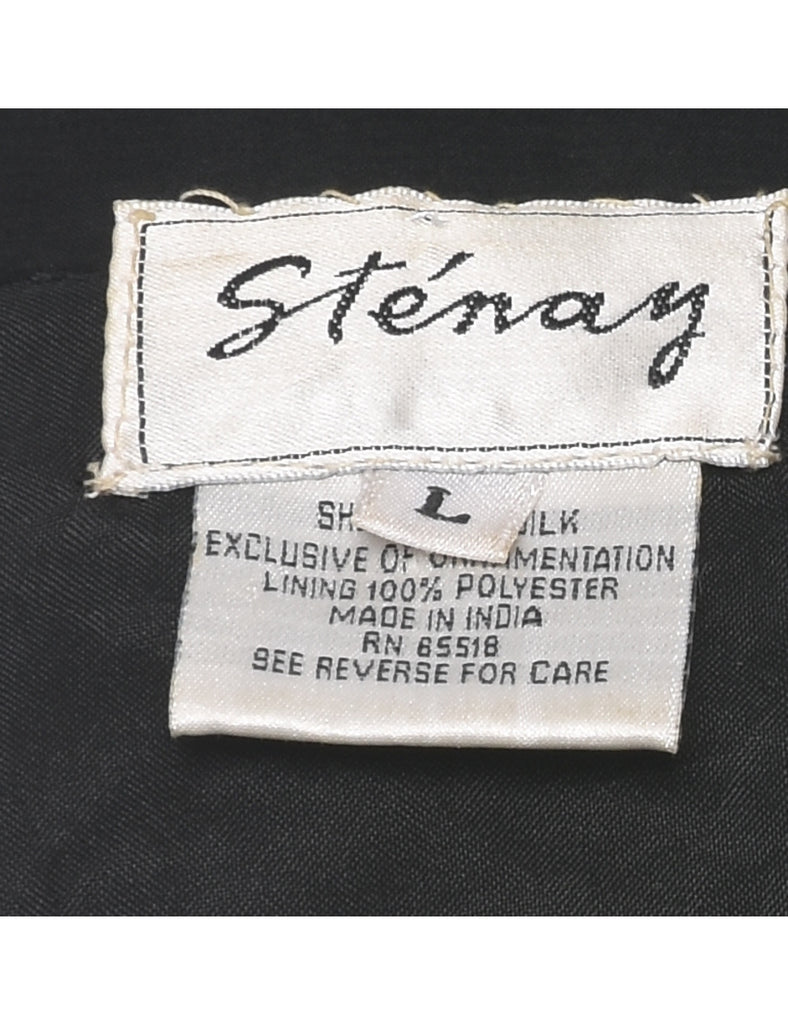 Sténay
L
EXCLUSIVE OF ORNAMENTATION
LINING 100% POLYESTER
MADE IN INDIA
RN 65518
SEE REVERSE FOR CARE